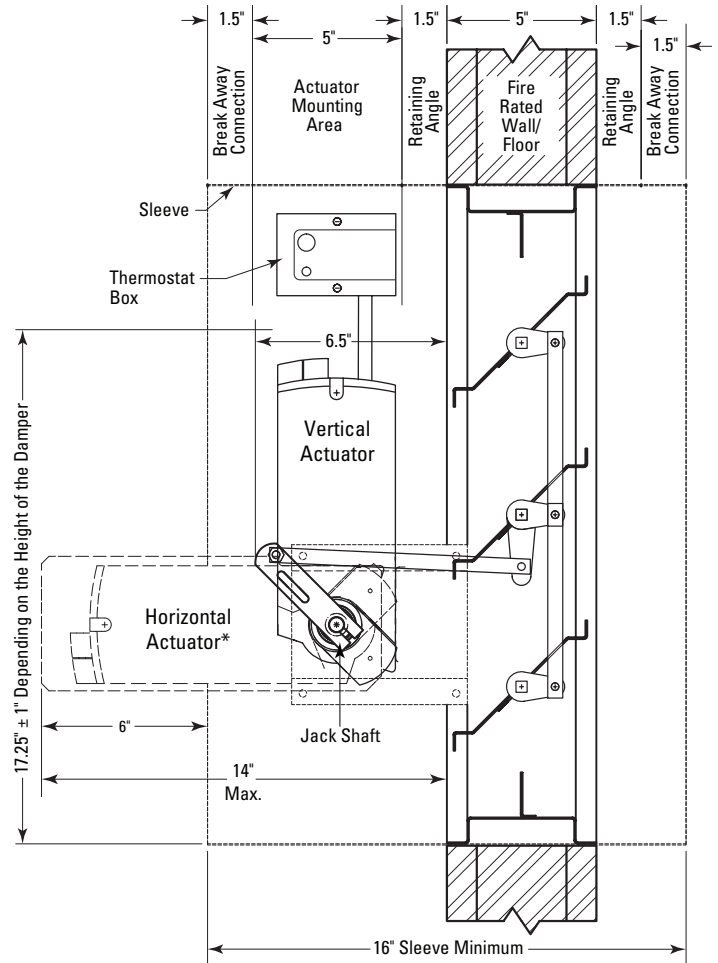 1.5"
1.5"
5"
1.5"
5"
1.5"
Break Away
Connection
Actuator
Mounting
Area
Retaining
Angle
Fire
Rated
Wall/
Floor
Retaining
Angle
Break Away
Connection
Sleeve
Thermostat
Box
6.5"
Vertical
Actuator
17.25" ± 1" Depending on the Height of the Damper
Horizontal
Actuator*
6"
Jack Shaft
14"
Max.
16" Sleeve Minimum